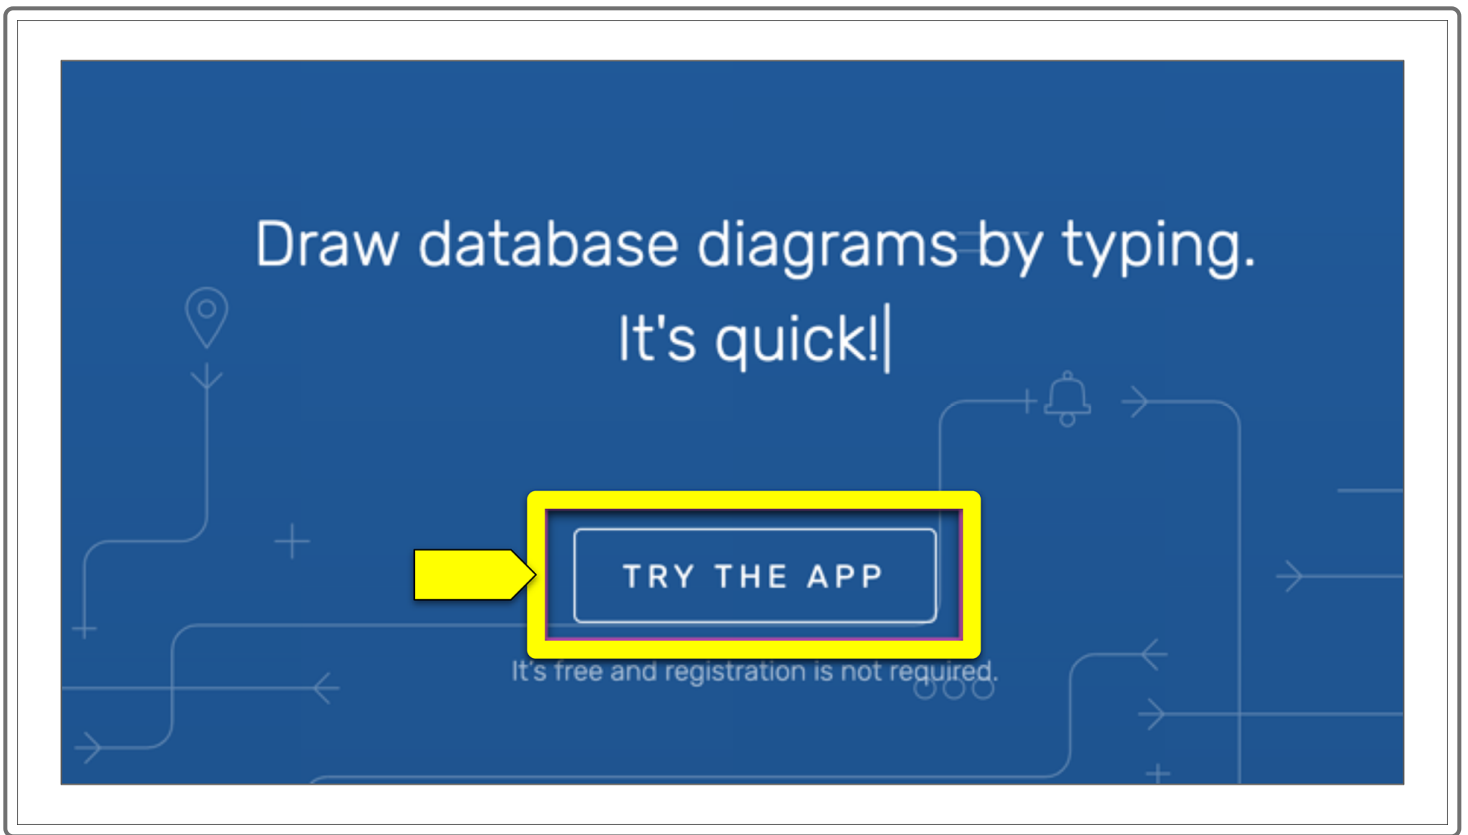 Draw database diagrams by typing.
It's quick!
TRY THE APP
It's free and registration is not required.